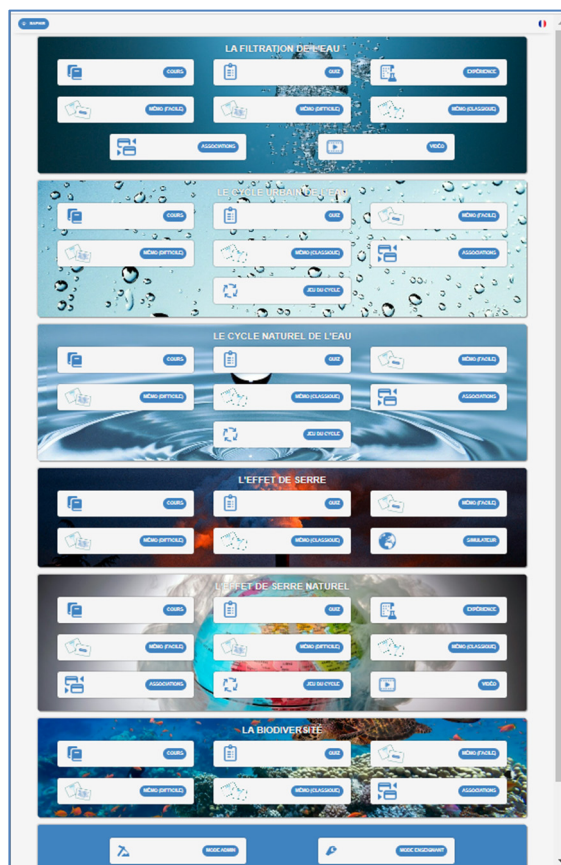 LA FILTRATION DE L'EAU
COURS QUIZ EXPÉRIENCE
MÉMO (FACILE) MÉMO (DIFFICILE) MÉMO (CLASSIQUE)
ASSOCIATIONS VIDÉO
LE CYCLE URBAIN DE L'EAU
COURS QUIZ MÉMO (FACILE)
MÉMO (DIFFICILE) MÉMO (CLASSIQUE) ASSOCIATIONS
JEU DU CYCLE
LE CYCLE NATUREL DE L'EAU
COURS QUIZ MÉMO (FACILE)
MÉMO (DIFFICILE) MÉMO (CLASSIQUE) ASSOCIATIONS
JEU DU CYCLE
L'EFFET DE SERRE
COURS QUIZ MÉMO (FACILE)
MÉMO (DIFFICILE) MÉMO (CLASSIQUE) SIMULATEUR
L'EFFET DE SERRE NATUREL
COURS QUIZ EXPÉRIENCE
MÉMO (FACILE) MÉMO (DIFFICILE) MÉMO (CLASSIQUE)
ASSOCIATIONS JEU DU CYCLE VIDÉO
LA BIODIVERSITÉ
COURS QUIZ MÉMO (FACILE)
MÉMO (DIFFICILE) MÉMO (CLASSIQUE) ASSOCIATIONS
MODE ADMIN MODE ENSEIGNANT